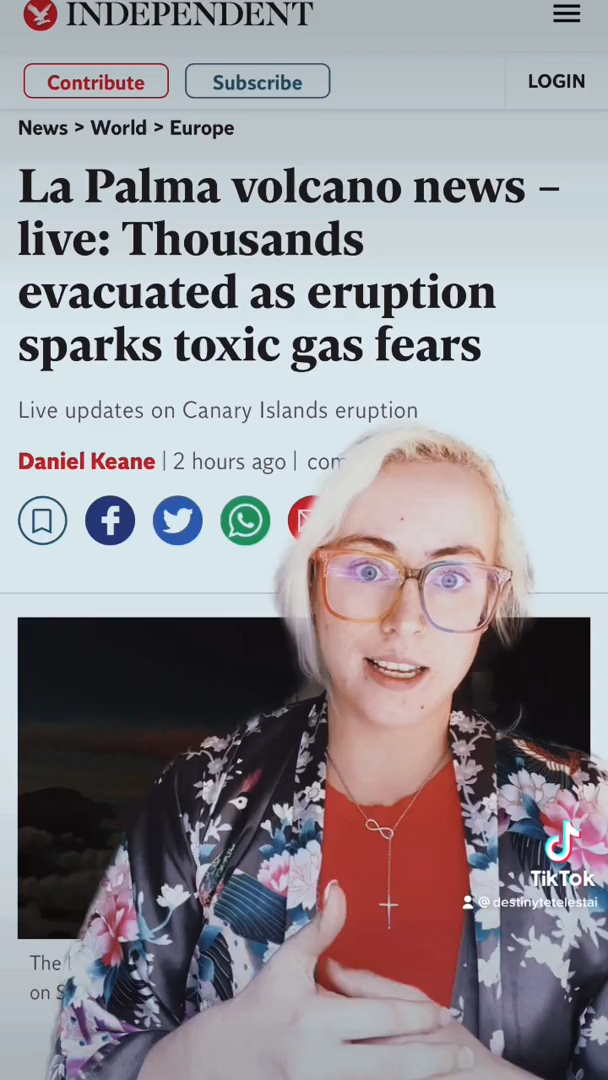 INDEPENDENT
Contribute
Subscribe
LOGIN
News > World > Europe
La Palma volcano news –
live: Thousands
evacuated as eruption
sparks toxic gas fears
Live updates on Canary Islands eruption
Daniel Keane | 2 hours ago |
The
on
TikTok
@destinytetelestai